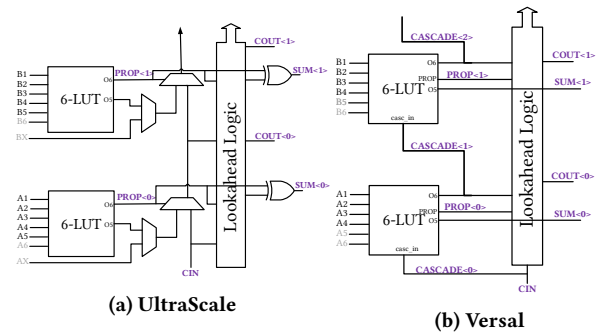 COUT<1>
B1
B2
B3
B4
B5
B6
BX
6-LUT
O6
O5
PROP<1>
SUM<1>
Lookahead Logic
COUT<0>
A1
A2
A3
A4
A5
A6
AX
6-LUT
O6
O5
PROP<0>
SUM<0>
CIN
(a) UltraScale
CASCADE<2>
B1
B2
B3
B4
B5
B6
6-LUT
O6
PROP
O5
casc_in
PROP<1>
COUT<1>
SUM<1>
Lookahead Logic
CASCADE<1>
A1
A2
A3
A4
A5
A6
6-LUT
O6
PROP
O5
casc_in
PROP<0>
COUT<0>
SUM<0>
CASCADE<0>
CIN
(b) Versal